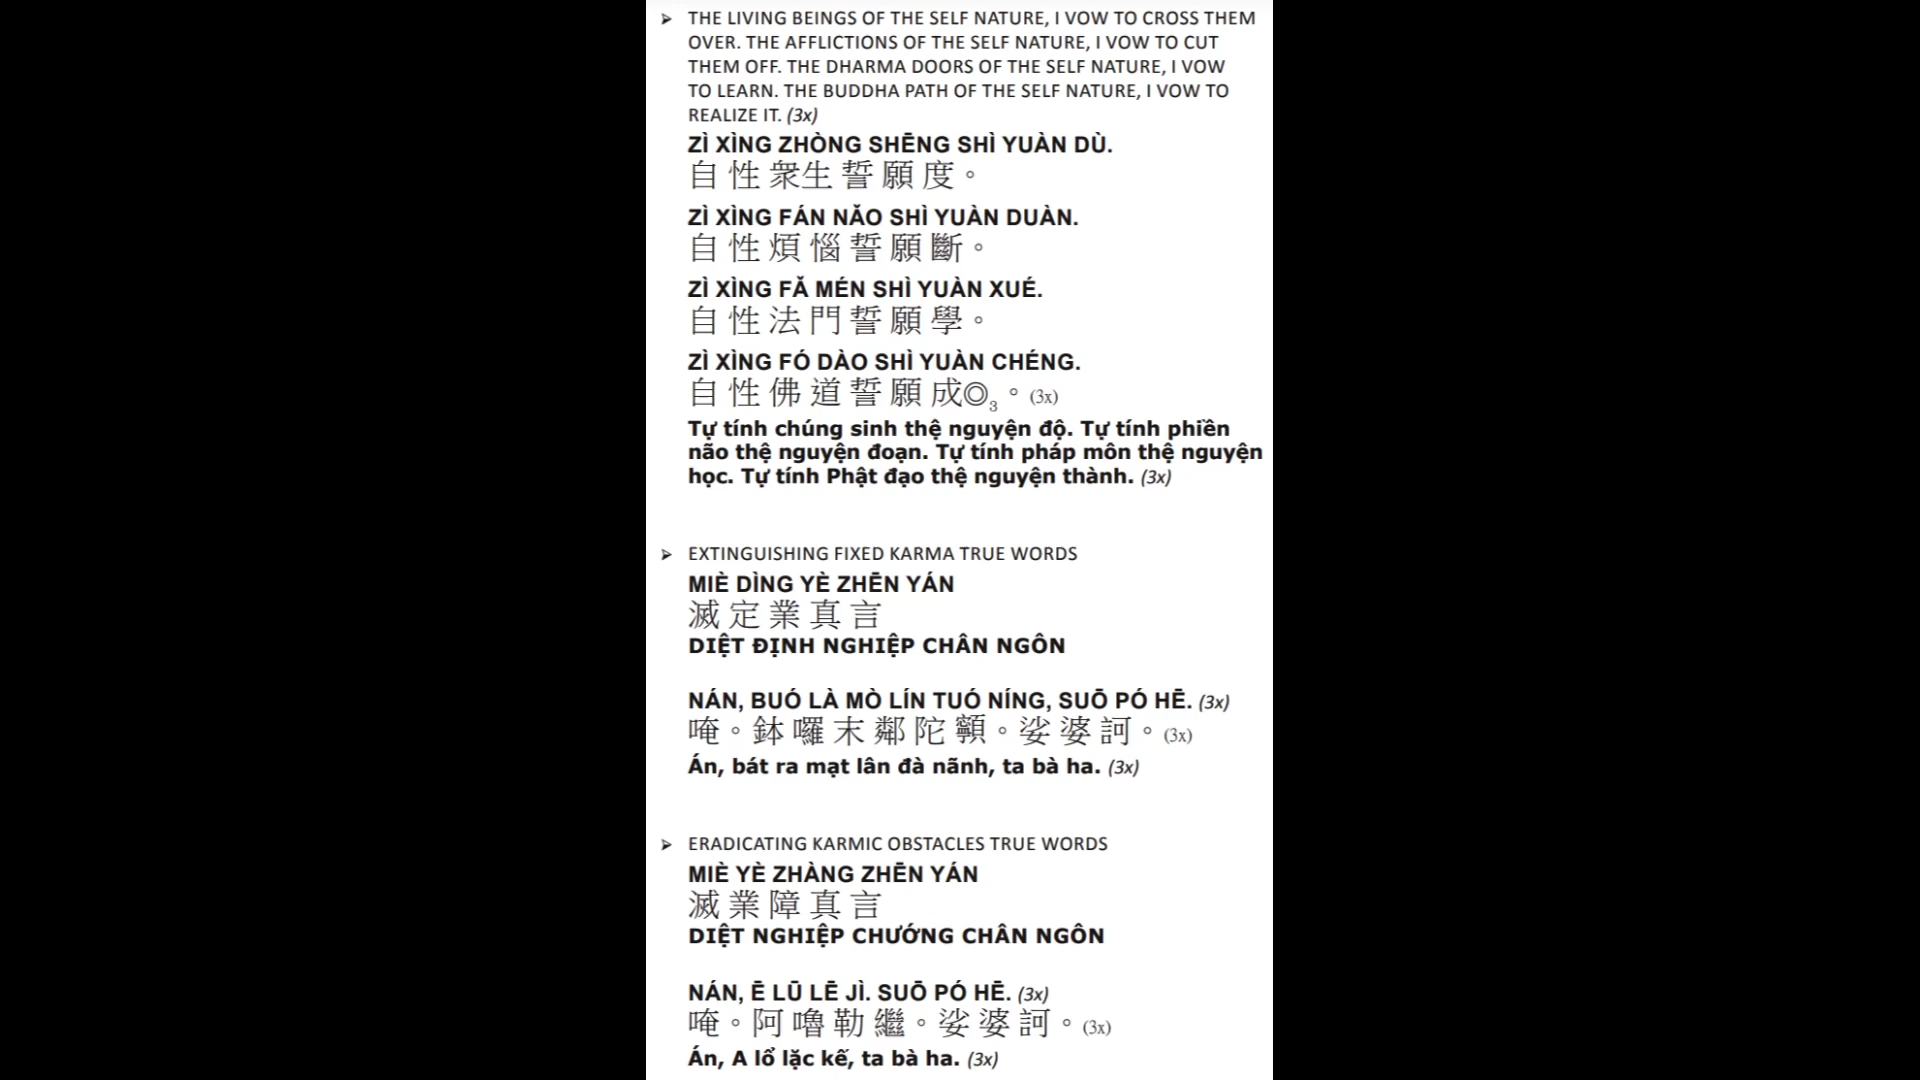 ➢ THE LIVING BEINGS OF THE SELF NATURE, I VOW TO CROSS THEM
OVER. THE AFFLICTIONS OF THE SELF NATURE, I VOW TO CUT
THEM OFF. THE DHARMA DOORS OF THE SELF NATURE, I VOW
TO LEARN. THE BUDDHA PATH OF THE SELF NATURE, I VOW TO
REALIZE IT. (3x)
ZÌ XÌNG ZHÒNG SHĒNG SHÌ YUÀN DÙ.
自性衆生誓願度。
ZÌ XÌNG FÁN NǍO SHÌ YUÀN DUÀN.
自性煩惱誓願斷。
ZÌ XÌNG FǍ MÉN SHÌ YUÀN XUÉ.
自性法門誓願學。
ZÌ XÌNG FÓ DÀO SHÌ YUÀN CHÉNG.
自性佛道誓願成◎3。(3x)
Tự tính chúng sinh thệ nguyện độ. Tự tính phiền
não thệ nguyện đoạn. Tự tính pháp môn thệ nguyện
học. Tự tính Phật đạo thệ nguyện thành. (3x)
➢ EXTINGUISHING FIXED KARMA TRUE WORDS
MIÈ DÌNG YÈ ZHĒN YÁN
滅定業真言
DIỆT ĐỊNH NGHIỆP CHÂN NGÔN
NÁN, BUÓ LÀ MÒ LÍN TUÓ NÍNG, SUŌ PÓ HĒ. (3x)
唵。鉢囉末鄰陀顐。娑婆訶。(3x)
Án, bát ra mạt lân đà nãnh, ta bà ha. (3x)
➢ ERADICATING KARMIC OBSTACLES TRUE WORDS
MIÈ YÈ ZHÀNG ZHĒN YÁN
滅業障真言
DIỆT NGHIỆP CHƯỚNG CHÂN NGÔN
NÁN, Ē LŪ LĒ JÌ. SUŌ PÓ HĒ. (3x)
唵。阿嚕勒繼。娑婆訶。(3x)
Án, A lổ lặc kế, ta bà ha. (3x)